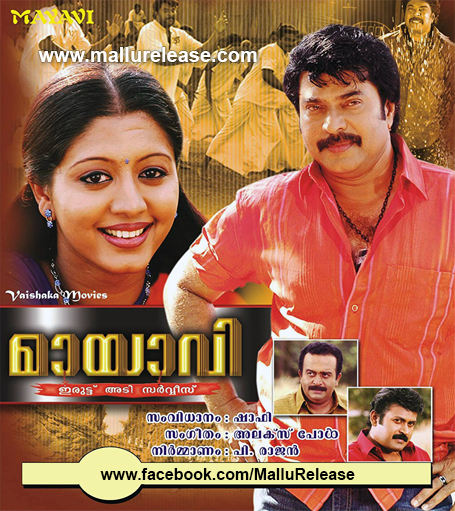 MAYAVI
www.mallurelease.com
Vaishaka Movies
മായാവി
ഇരുട്ട് അടി സർവ്വീസ്
സംവിധാനം : ഷാഫി
സംഗീതം : അലക്സ് പോൾ
നിർമ്മാണം : പി. രാജൻ
www.facebook.com/MalluRelease